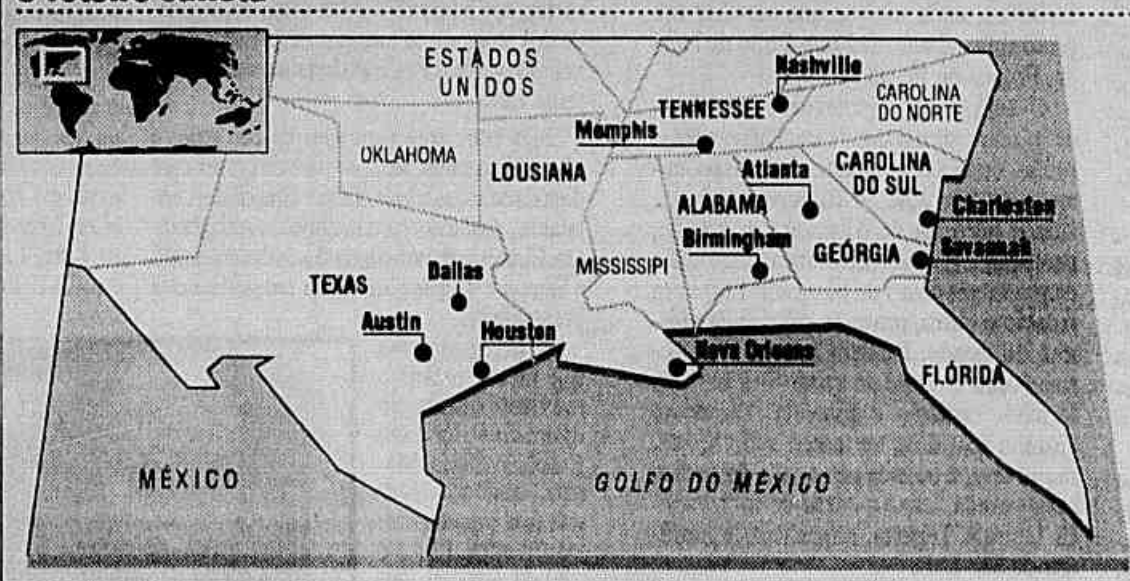 ESTADOS
UNIDOS
Nashville
TENNESSEE
CAROLINA
DO NORTE
Memphis
OKLAHOMA
LOUSIANA
Atlanta
CAROLINA
DO SUL
ALABAMA
Charleston
Birmingham
GEÓRGIA
Savannah
MISSISSIPI
TEXAS
Dallas
Austin
Houston
Nova Orleans
FLÓRIDA
MÉXICO
GOLFO DO MÉXICO